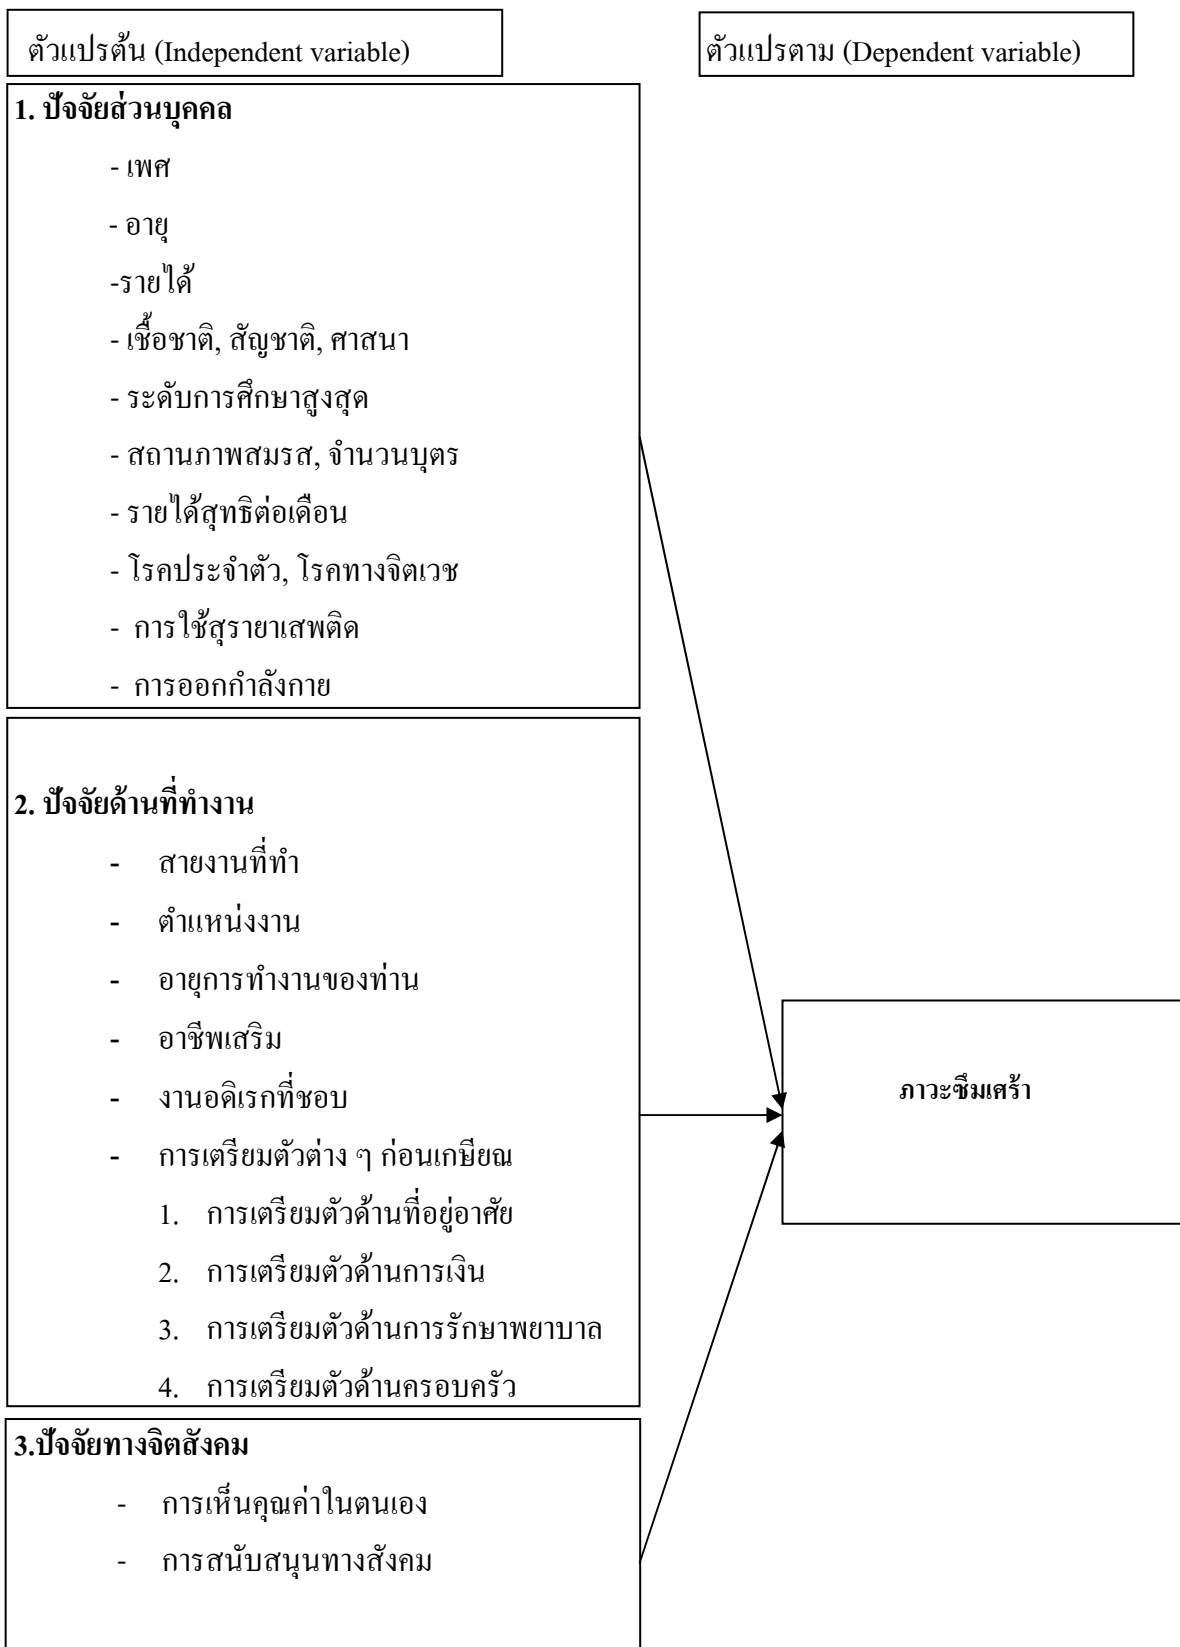 ตัวแปรต้น (Independent variable)
ตัวแปรตาม (Dependent variable)
1. ปัจจัยส่วนบุคคล
- เพศ
- อายุ
-รายได้
- เชื้อชาติ, สัญชาติ, ศาสนา
- ระดับการศึกษาสูงสุด
- สถานภาพสมรส, จำนวนบุตร
- รายได้สุทธิต่อเดือน
- โรคประจำตัว, โรคทางจิตเวช
- การใช้สุรายาเสพติด
- การออกกำลังกาย
2. ปัจจัยด้านที่ทำงาน
- สายงานที่ทำ
- ตำแหน่งงาน
- อายุการทำงานของท่าน
- อาชีพเสริม
- งานอดิเรกที่ชอบ
- การเตรียมตัวต่าง ๆ ก่อนเกษียณ
1. การเตรียมตัวด้านที่อยู่อาศัย
2. การเตรียมตัวด้านการเงิน
3. การเตรียมตัวด้านการรักษาพยาบาล
4. การเตรียมตัวด้านครอบครัว
3.ปัจจัยทางจิตสังคม
- การเห็นคุณค่าในตนเอง
- การสนับสนุนทางสังคม
ภาวะซึมเศร้า